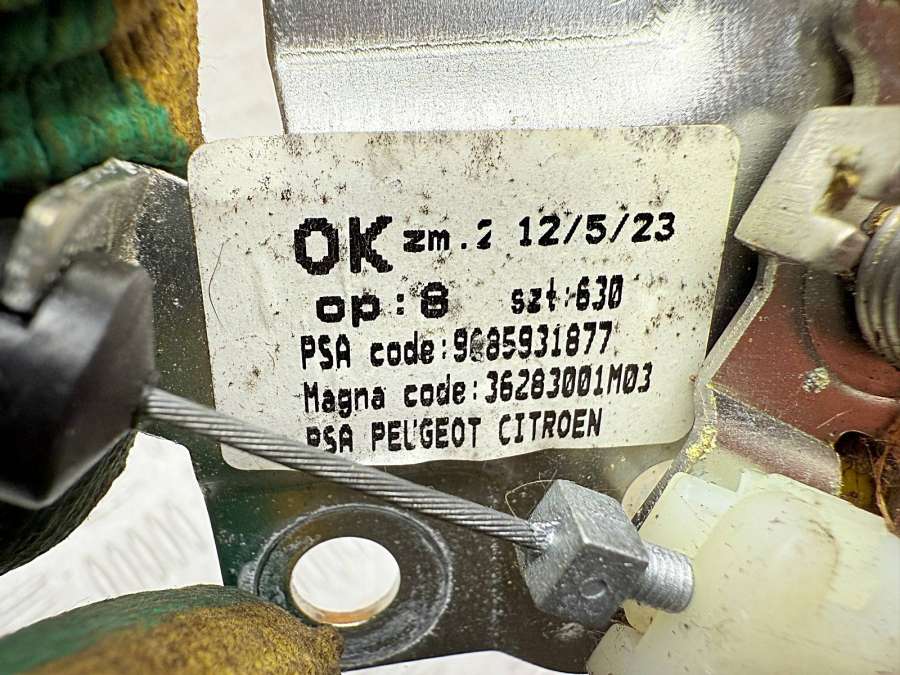 OK zm.2 12/5/23
op:8 szt:630
PSA code:9685931877
Magna code:36283001M03
PSA PEUGEOT CITROEN